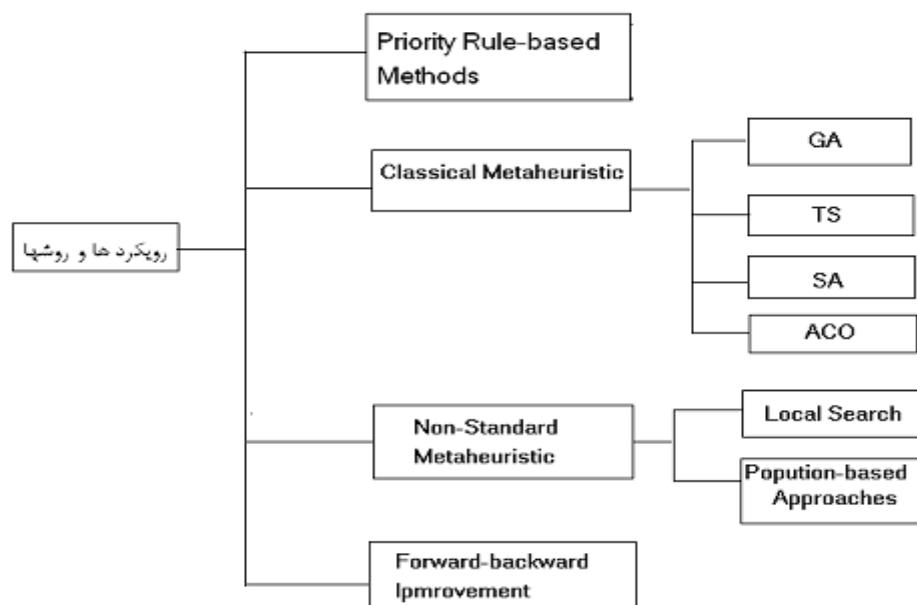 Priority Rule-based
Methods
Classical Metaheuristic
GA
TS
SA
ACO
رویکرد ها و روشها
Non-Standard
Metaheuristic
Local Search
Popution-based
Approaches
Forward-backward
Ipmrovement